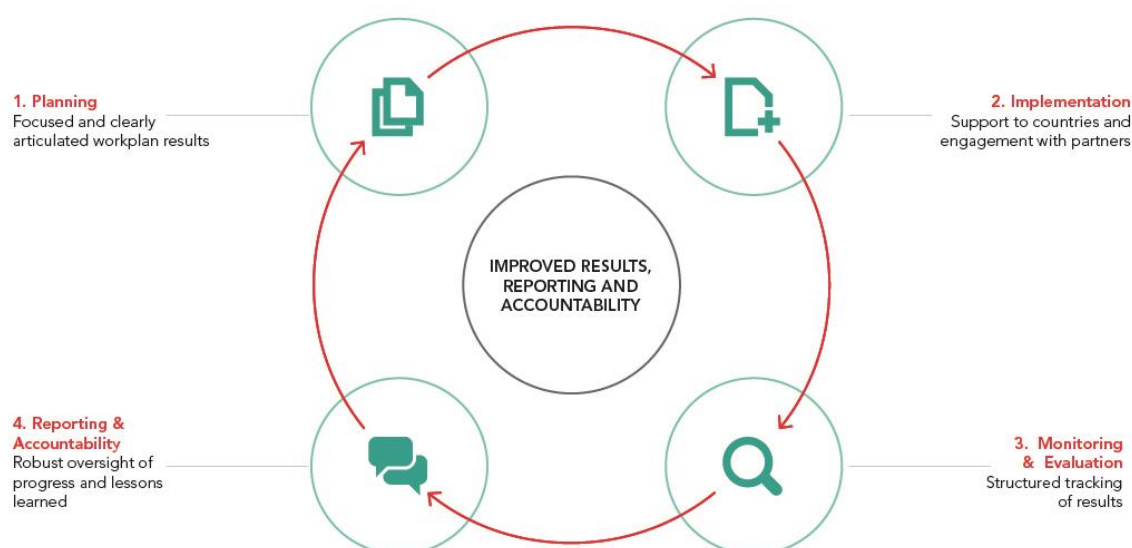 1. Planning
Focused and clearly
articulated workplan results
2. Implementation
Support to countries and
engagement with partners
IMPROVED RESULTS,
REPORTING AND
ACCOUNTABILITY
4. Reporting &
Accountability
Robust oversight of
progress and lessons
learned
3. Monitoring
& Evaluation
Structured tracking
of results